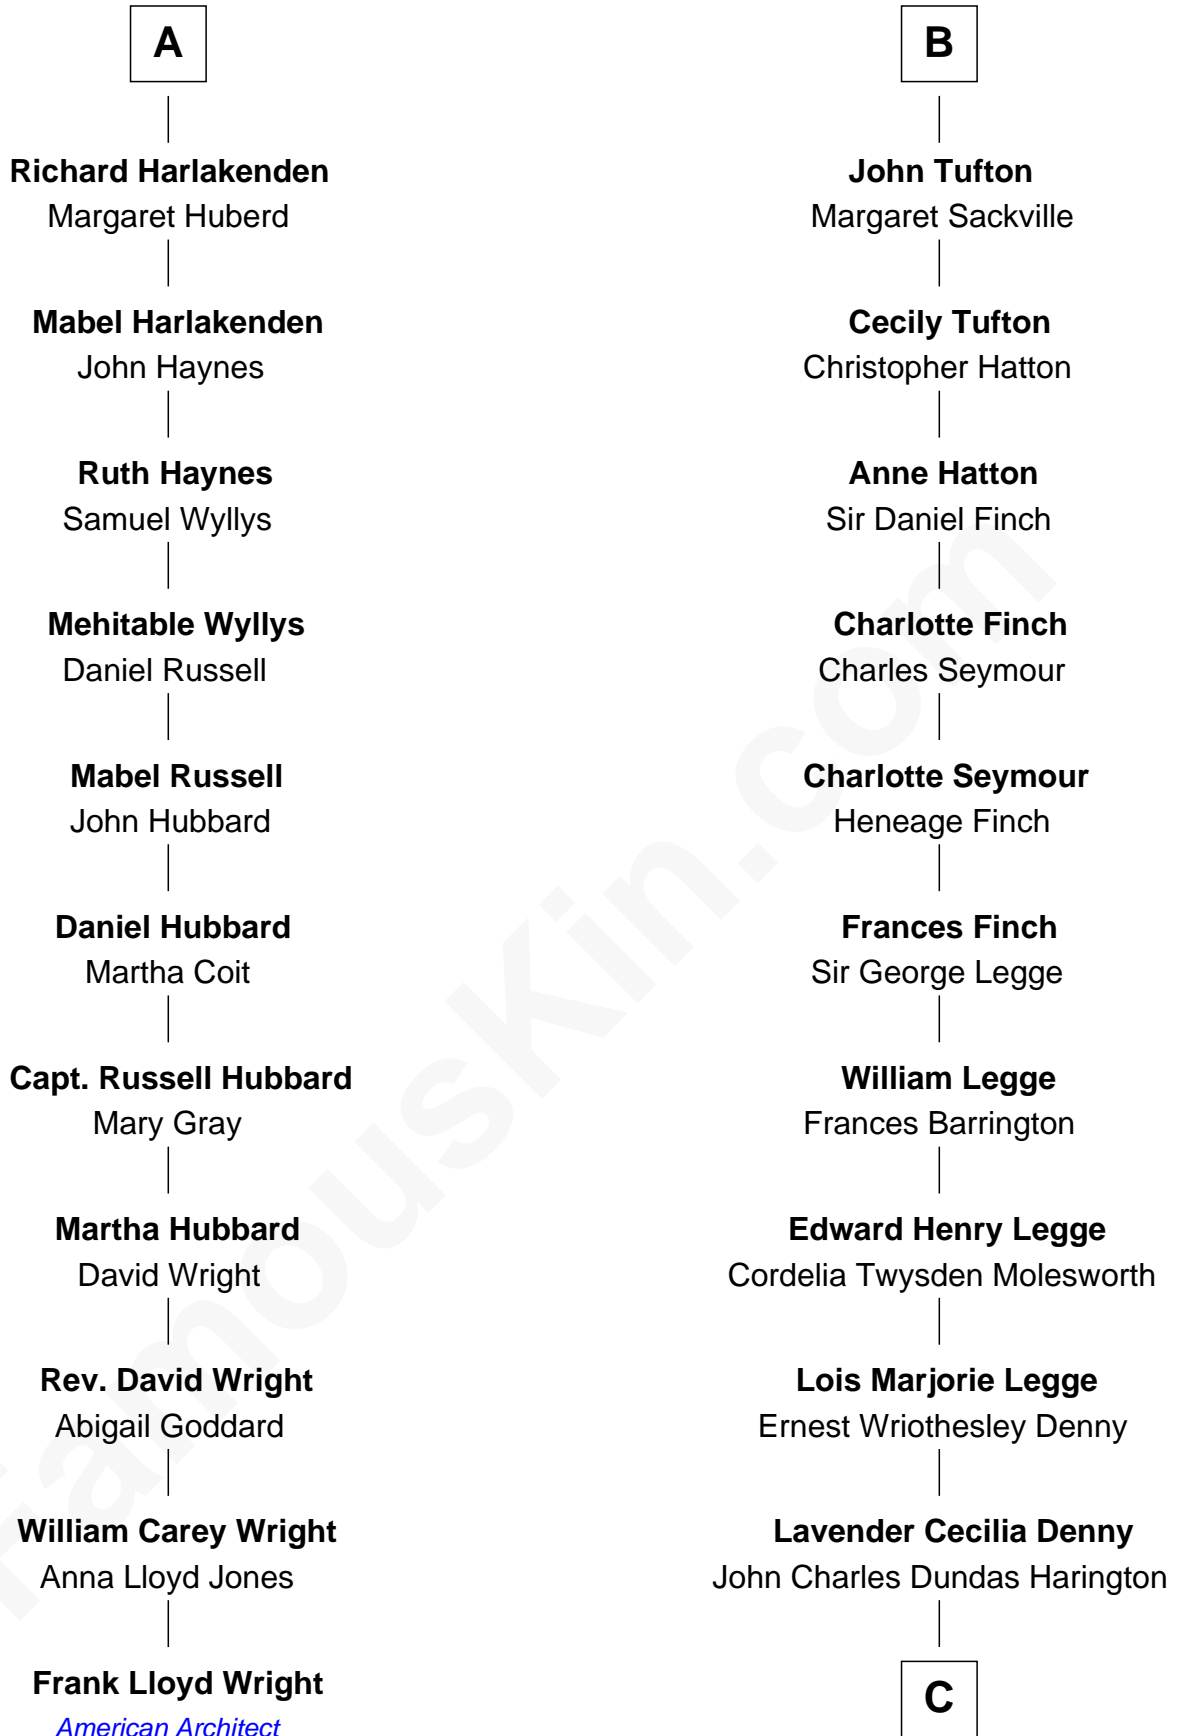 A
Richard Harlakenden
Margaret Huberd
Mabel Harlakenden
John Haynes
Ruth Haynes
Samuel Wyllys
Mehitable Wyllys
Daniel Russell
Mabel Russell
John Hubbard
Daniel Hubbard
Martha Coit
Capt. Russell Hubbard
Mary Gray
Martha Hubbard
David Wright
Rev. David Wright
Abigail Goddard
William Carey Wright
Anna Lloyd Jones
Frank Lloyd Wright
American Architect
B
John Tufton
Margaret Sackville
Cecily Tufton
Christopher Hatton
Anne Hatton
Sir Daniel Finch
Charlotte Finch
Charles Seymour
Charlotte Seymour
Heneage Finch
Frances Finch
Sir George Legge
William Legge
Frances Barrington
Edward Henry Legge
Cordelia Twysden Molesworth
Lois Marjorie Legge
Ernest Wriothesley Denny
Lavender Cecilia Denny
John Charles Dundas Harington
C
FamousKin.com